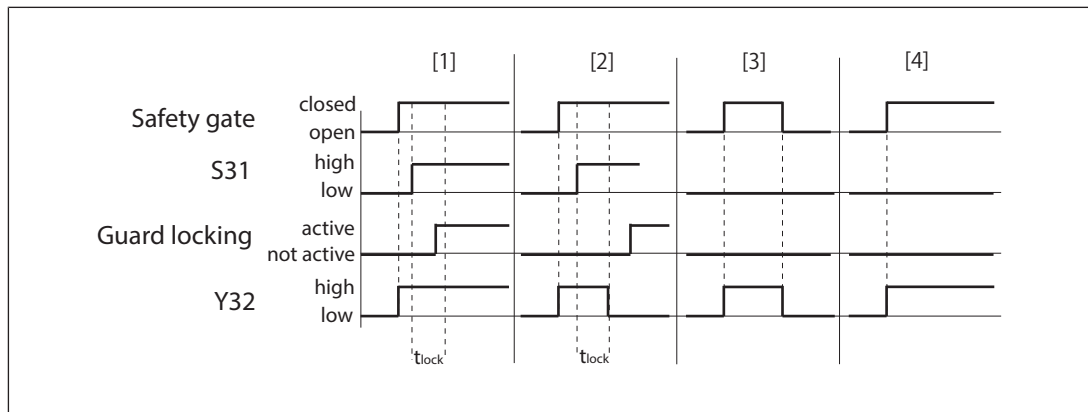 [1] [2] [3] [4]
Safety gate closed
open
S31 high
low
Guard locking active
not active
Y32 high
low
tlock tlock